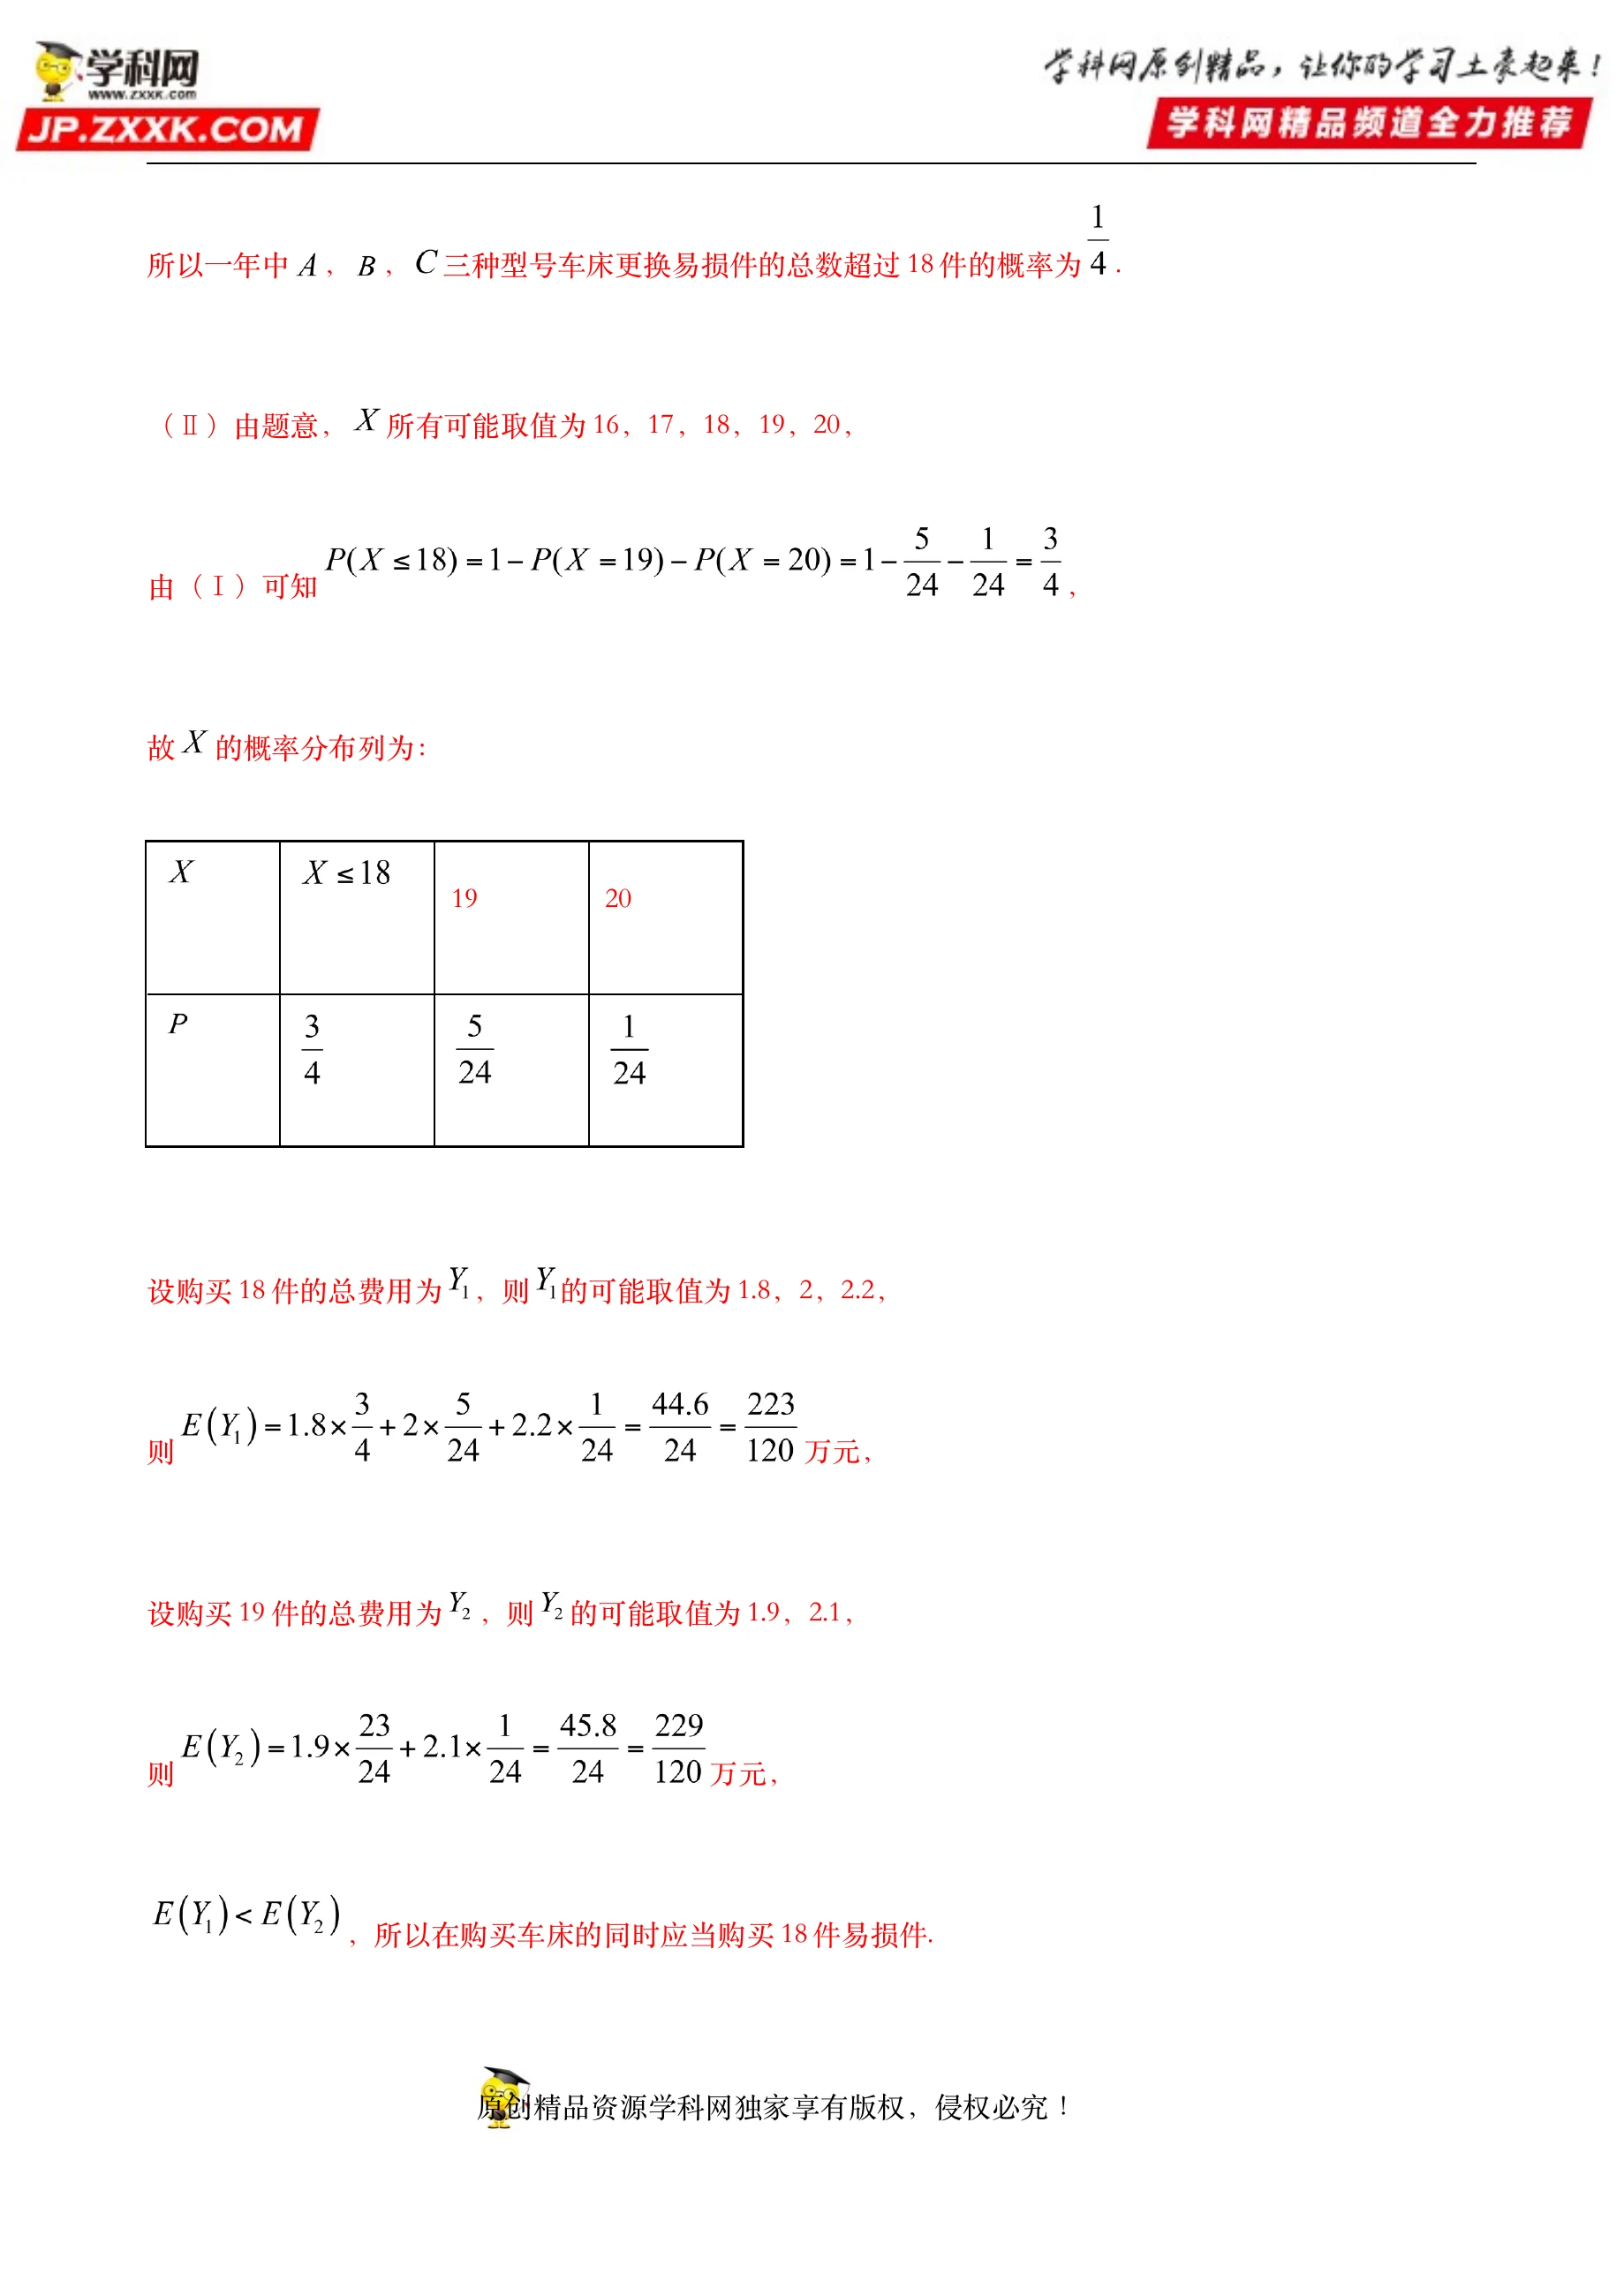 学科网
www.zxxk.com
JP.ZXXK.COM
学科网原创精品，让你的学习土豪起来！
学科网精品频道全力推荐
所以一年中 A，B，C 三种型号车床更换易损件的总数超过 18 件的概率为 1/4.
（Ⅱ）由题意，X 所有可能取值为 16，17，18，19，20，
由（Ⅰ）可知 P(X≤18)=1−P(X=19)−P(X=20)=1−5/24−1/24=3/4，
故 X 的概率分布列为：
X X≤18 19 20
P 3/4 5/24 1/24
设购买 18 件的总费用为 Y₁，则 Y₁的可能取值为 1.8，2，2.2，
则 E(Y₁)=1.8×3/4+2×5/24+2.2×1/24=44.6/24=223/120 万元，
设购买 19 件的总费用为 Y₂，则 Y₂ 的可能取值为 1.9，2.1，
则 E(Y₂)=1.9×23/24+2.1×1/24=45.8/24=229/120 万元，
E(Y₁)<E(Y₂)，所以在购买车床的同时应当购买 18 件易损件.
原创精品资源学科网独家享有版权，侵权必究！